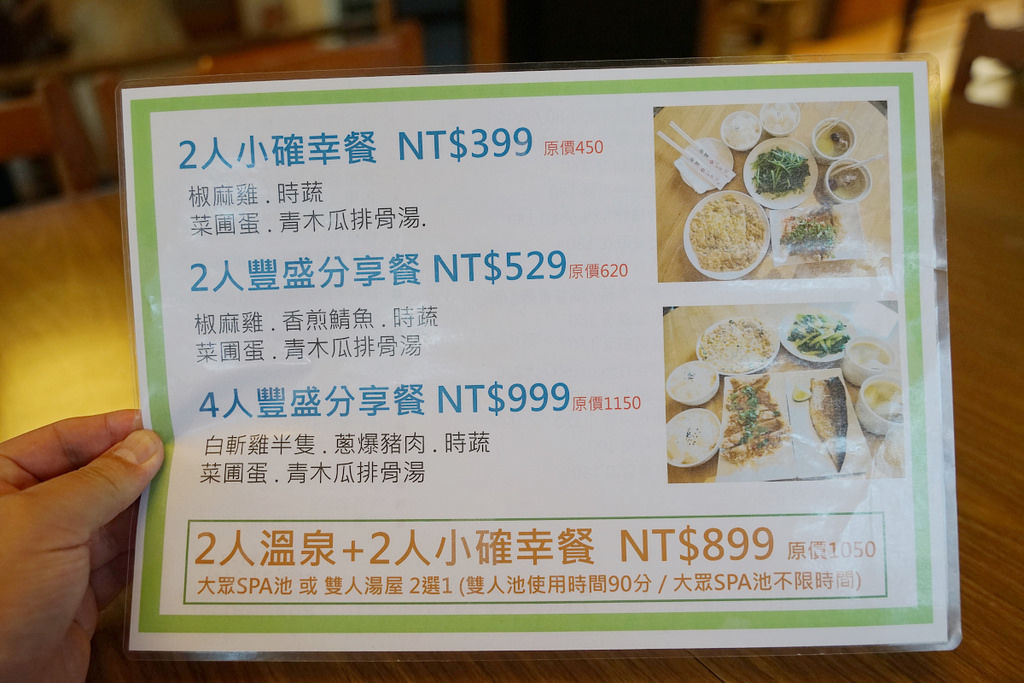 2人小確幸餐 NT$399 原價450
椒麻雞 . 時蔬
菜圃蛋 . 青木瓜排骨湯.
2人豐盛分享餐 NT$529 原價620
椒麻雞 . 香煎鯖魚 . 時蔬
菜圃蛋 . 青木瓜排骨湯
4人豐盛分享餐 NT$999 原價1150
白斬雞半隻 . 蔥爆豬肉 . 時蔬
菜圃蛋 . 青木瓜排骨湯
2人溫泉+2人小確幸餐 NT$899 原價1050
大眾SPA池 或 雙人湯屋 2選1 (雙人池使用時間90分 / 大眾SPA池不限時間)